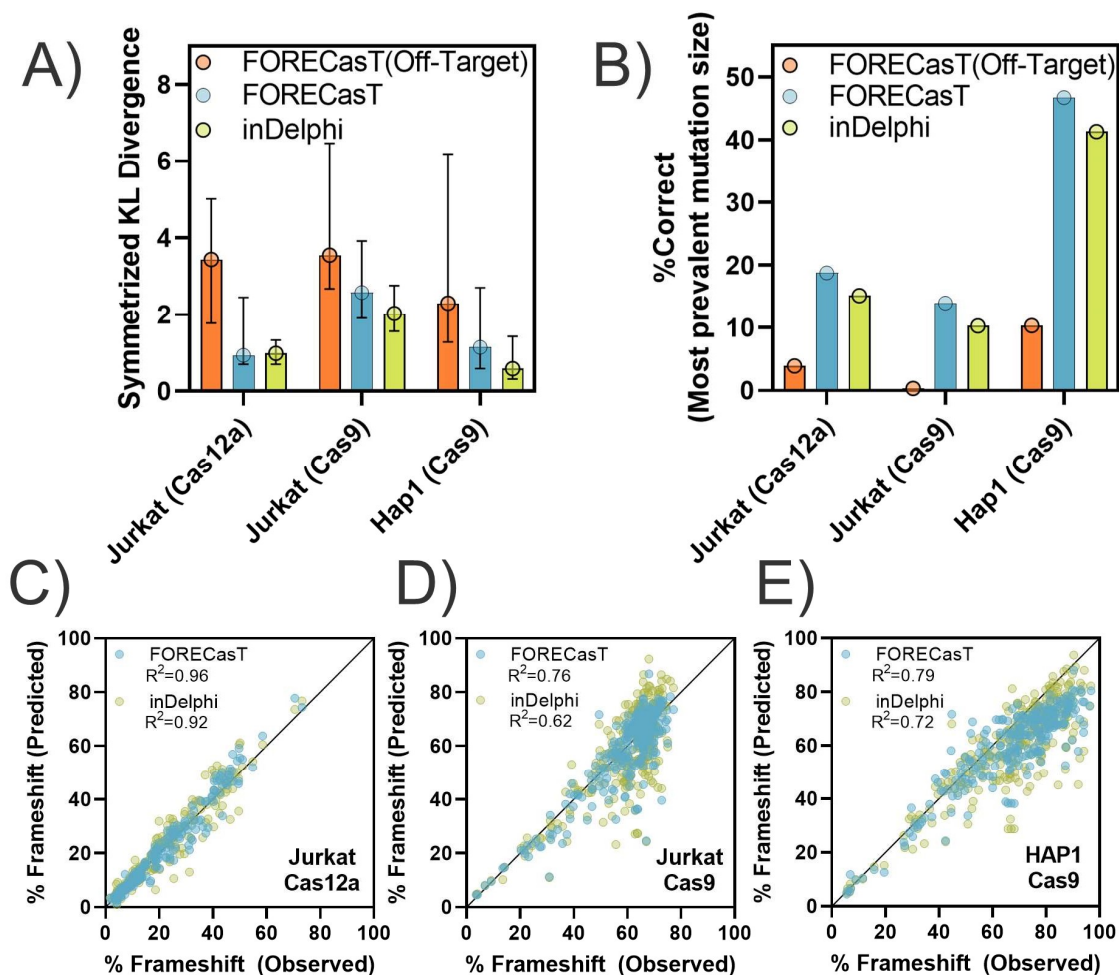 A)
Symmetrized KL Divergence
FORECasT(Off-Target)
FORECasT
inDelphi
8
6
4
2
0
Jurkat (Cas12a)
Jurkat (Cas9)
Hap1 (Cas9)
B)
%Correct
(Most prevalent mutation size)
FORECasT(Off-Target)
FORECasT
inDelphi
50
40
30
20
10
0
Jurkat (Cas12a)
Jurkat (Cas9)
Hap1 (Cas9)
C)
% Frameshift (Predicted)
100
80
60
40
20
0
FORECasT
R²=0.96
inDelphi
R²=0.92
Jurkat
Cas12a
0 20 40 60 80 100
% Frameshift (Observed)
D)
% Frameshift (Predicted)
100
80
60
40
20
0
FORECasT
R²=0.76
inDelphi
R²=0.62
Jurkat
Cas9
0 20 40 60 80 100
% Frameshift (Observed)
E)
% Frameshift (Predicted)
100
80
60
40
20
0
FORECasT
R²=0.79
inDelphi
R²=0.72
HAP1
Cas9
0 20 40 60 80 100
% Frameshift (Observed)